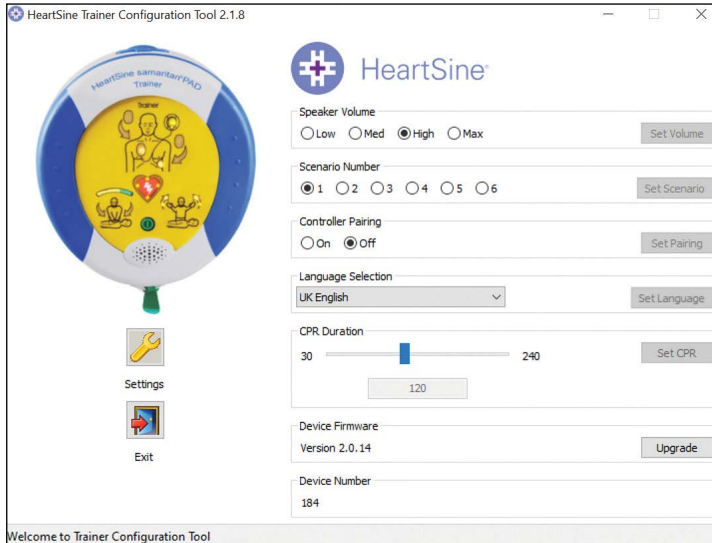 HeartSine Trainer Configuration Tool 2.1.8
HeartSine samaritan PAD
Trainer
Trainer
HeartSine
Speaker Volume
Low Med High Max
Set Volume
Scenario Number
1 2 3 4 5 6
Set Scenario
Controller Pairing
On Off
Set Pairing
Language Selection
UK English
Set Language
CPR Duration
30 240
Set CPR
120
Settings
Exit
Device Firmware
Version 2.0.14
Upgrade
Device Number
184
Welcome to Trainer Configuration Tool